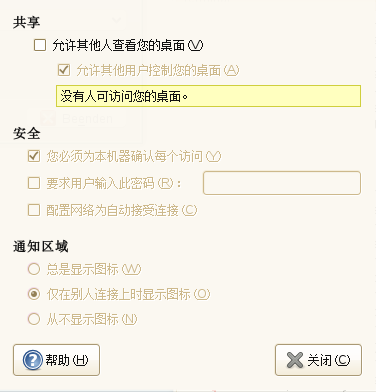 共享
允许其他人查看您的桌面(V)
允许其他用户控制您的桌面(A)
没有人可访问您的桌面。
安全
您必须为本机器确认每个访问(Y)
要求用户输入此密码(R)：
配置网络为自动接受连接(C)
通知区域
总是显示图标(W)
仅在别人连接上时显示图标(O)
从不显示图标(N)
帮助(H) 关闭(C)